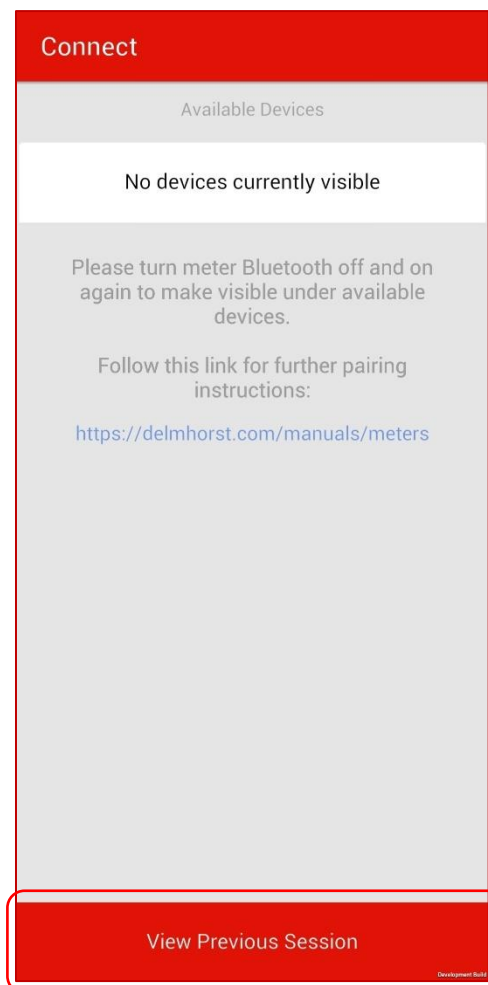 Connect
Available Devices
No devices currently visible
Please turn meter Bluetooth off and on
again to make visible under available
devices.
Follow this link for further pairing
instructions:
https://delmhorst.com/manuals/meters
View Previous Session
Development Build